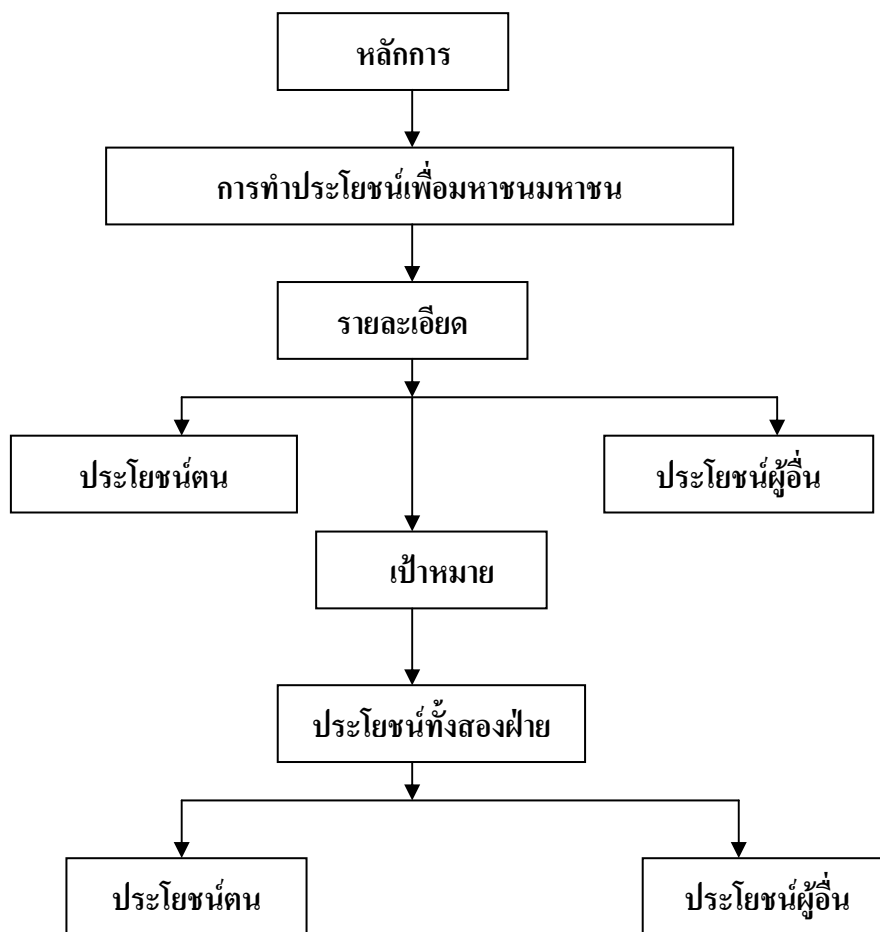 หลักการ
การทำประโยชน์เพื่อมหาชนมหาชน
รายละเอียด
ประโยชน์ตน
ประโยชน์ผู้อื่น
เป้าหมาย
ประโยชน์ทั้งสองฝ่าย
ประโยชน์ตน
ประโยชน์ผู้อื่น